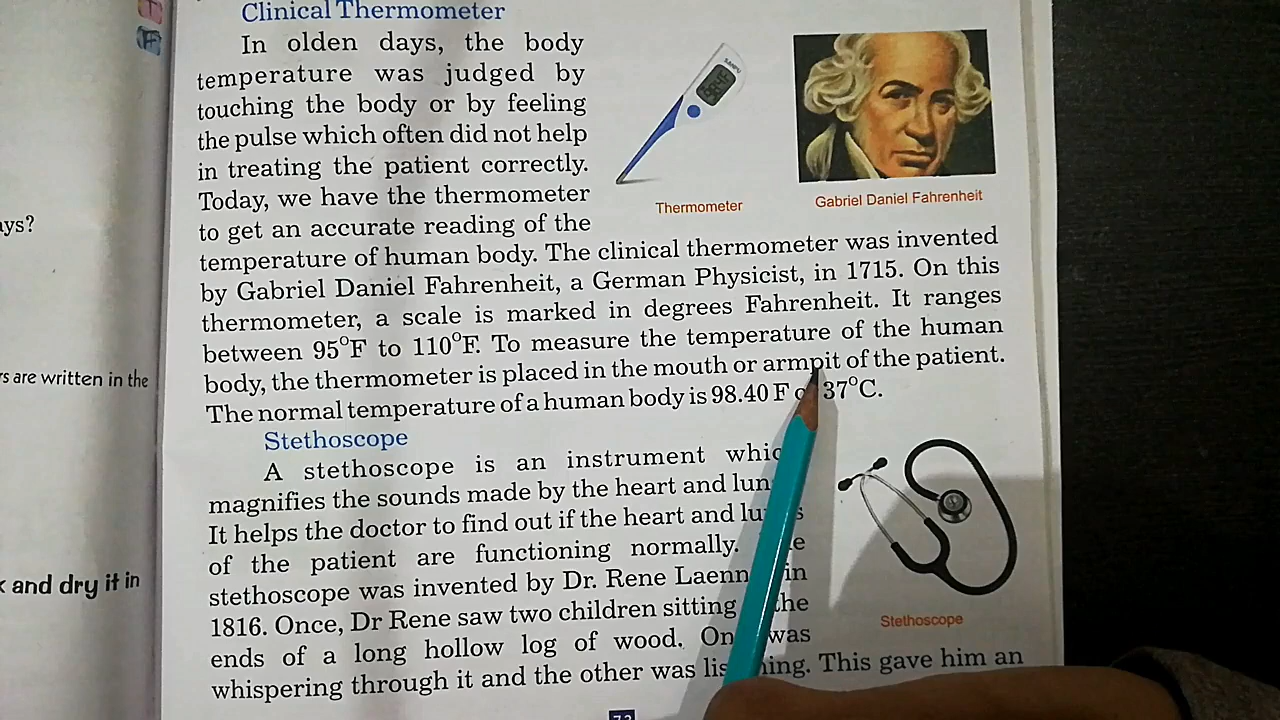 Clinical Thermometer
In olden days, the body
temperature was judged by
touching the body or by feeling
the pulse which often did not help
in treating the patient correctly.
Today, we have the thermometer
to get an accurate reading of the
temperature of human body. The clinical thermometer was invented
by Gabriel Daniel Fahrenheit, a German Physicist, in 1715. On this
thermometer, a scale is marked in degrees Fahrenheit. It ranges
between 95°F to 110°F. To measure the temperature of the human
body, the thermometer is placed in the mouth or armpit of the patient.
The normal temperature of a human body is 98.40 F 37°C.
Thermometer
Gabriel Daniel Fahrenheit
Stethoscope
A stethoscope is an instrument
magnifies the sounds made by the heart and
It helps the doctor to find out if the heart and
of the patient are functioning normally.
stethoscope was invented by Dr. Rene in
1816. Once, Dr Rene saw two children sitting the
ends of a long hollow log of wood. was
whispering through it and the other was This gave him an
Stethoscope
ays?
rs are written in the
and dry it in